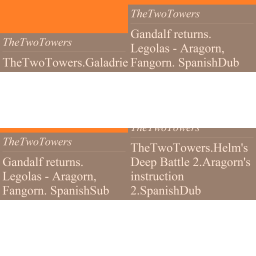 TheTwoTowers
TheTwoTowers.Galadrie
TheTwoTowers
Gandalf returns.
Legolas - Aragorn,
Fangorn. SpanishDub
TheTwoTowers
Gandalf returns.
Legolas - Aragorn,
Fangorn. SpanishSub
TheTwoTowers
TheTwoTowers.Helm's
Deep Battle 2.Aragorn's
instruction
2.SpanishDub